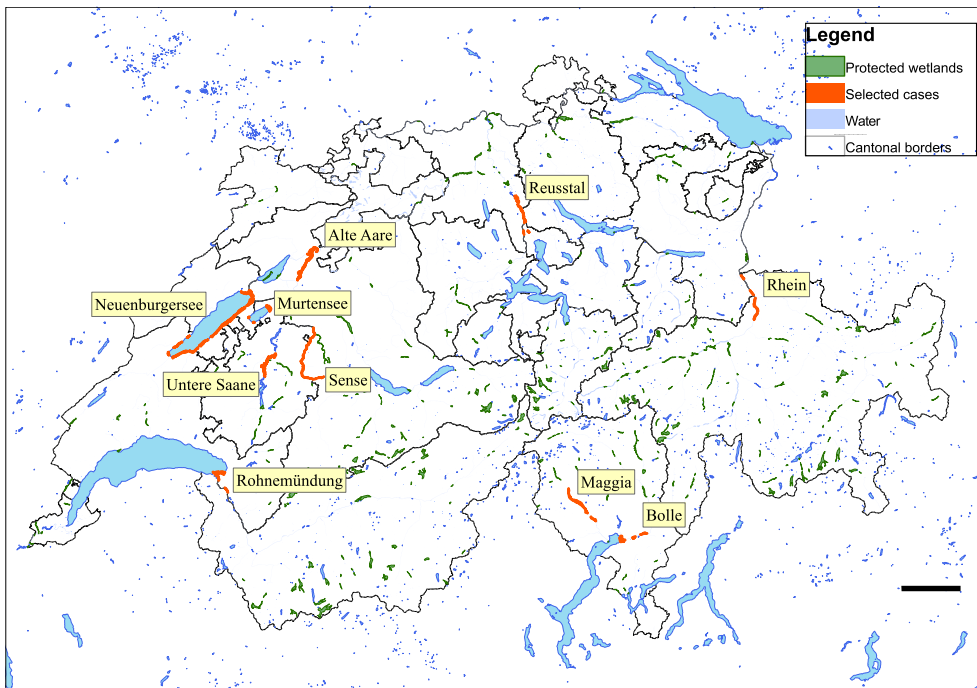 Legend
Protected wetlands
Selected cases
Water
Cantonal borders
Reusstal
Alte Aare
Rhein
Neuenburgersee
Murtensee
Untere Saane
Sense
Rohnemündung
Maggia
Bolle